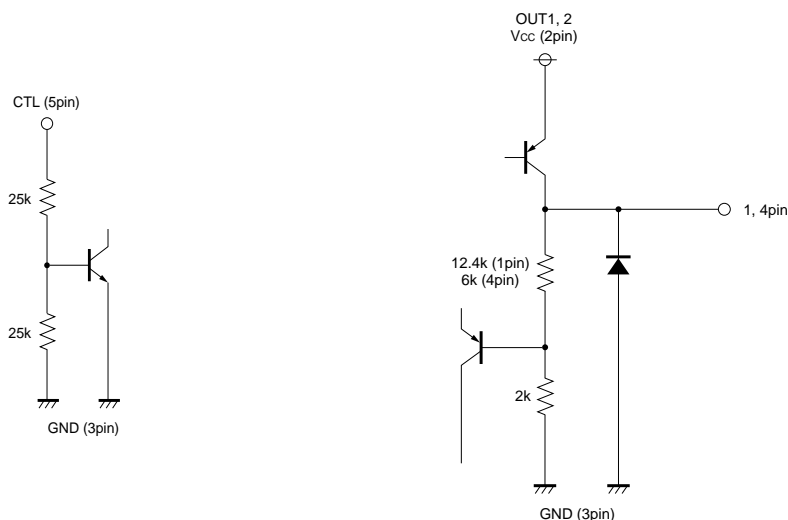 OUT1, 2
Vcc (2pin)
CTL (5pin)
25k
1, 4pin
12.4k (1pin)
6k (4pin)
25k
2k
GND (3pin)
GND (3pin)